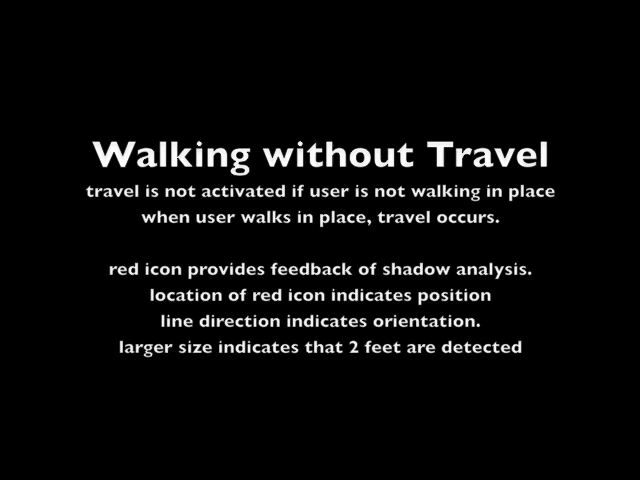 Walking without Travel
travel is not activated if user is not walking in place
when user walks in place, travel occurs.
red icon provides feedback of shadow analysis.
location of red icon indicates position
line direction indicates orientation.
larger size indicates that 2 feet are detected